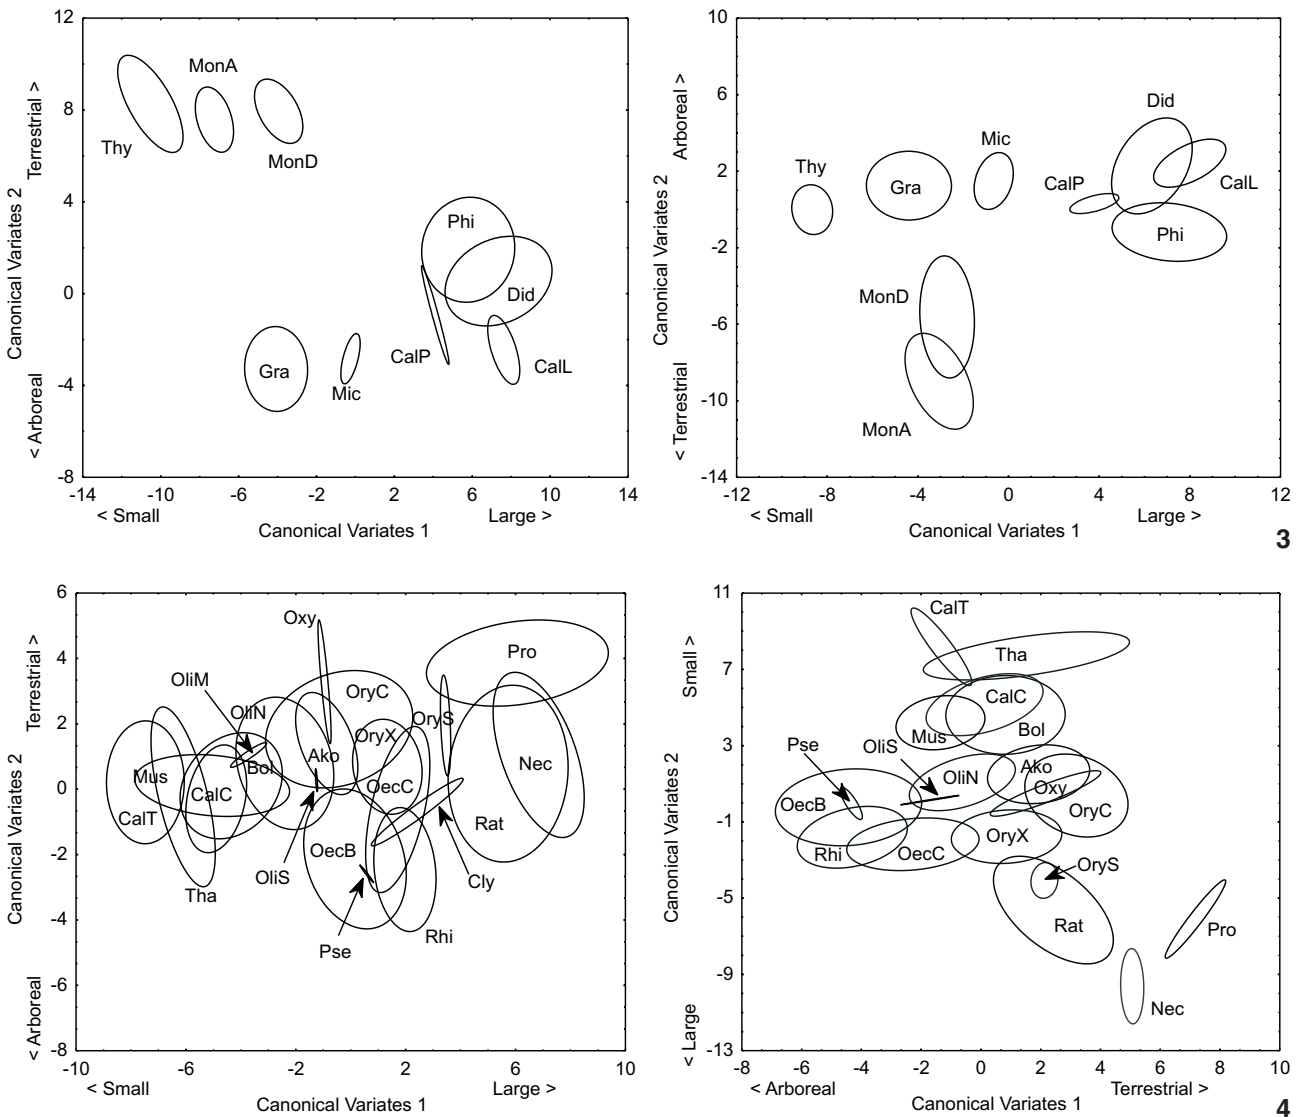 12
8
4
0
-4
-8
Canonical Variates 2
Terrestrial >
< Arboreal
MonA
Thy
MonD
Phi
Did
CalP
CalL
Gra
Mic
-14 -10 -6 -2 2 6 10 14
< Small Large >
Canonical Variates 1
10
6
2
-2
-6
-10
-14
Canonical Variates 2
Arboreal >
< Terrestrial
Did
Mic
Thy
Gra
CalP
CalL
Phi
MonD
MonA
-12 -8 -4 0 4 8 12
< Small Large >
Canonical Variates 1
3
6
4
2
0
-2
-4
-6
-8
Canonical Variates 2
Terrestrial >
< Arboreal
Oxy
Pro
OliM
OryC
OliN
OryS
OryX
Ako
Nec
Bol
Mus
OecC
CalC
CalT
Rat
OecB
OliS
Cly
Tha
Rhi
Pse
-10 -6 -2 2 6 10
< Small Large >
Canonical Variates 1
11
7
3
-1
-5
-9
-13
Canonical Variates 2
Small >
< Large
CalT
Tha
CalC
Bol
Mus
Pse
OliS
Ako
OliN
Oxy
OecB
OryC
OryX
Rhi
OecC
OryS
Rat
Pro
Nec
-8 -6 -4 -2 0 2 4 6 8 10
< Arboreal Terrestrial >
Canonical Variates 1
4